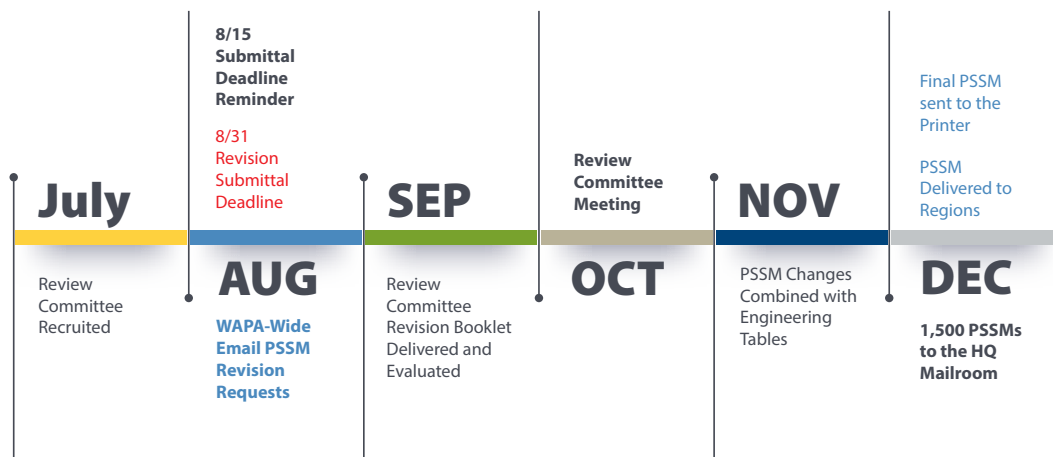 July
Review
Committee
Recruited
8/15
Submittal
Deadline
Reminder
8/31
Revision
Submittal
Deadline
AUG
WAPA-Wide
Email PSSM
Revision
Requests
SEP
Review
Committee
Revision Booklet
Delivered and
Evaluated
Review
Committee
Meeting
OCT
NOV
PSSM Changes
Combined with
Engineering
Tables
Final PSSM
sent to the
Printer
PSSM
Delivered to
Regions
DEC
1,500 PSSMs
to the HQ
Mailroom